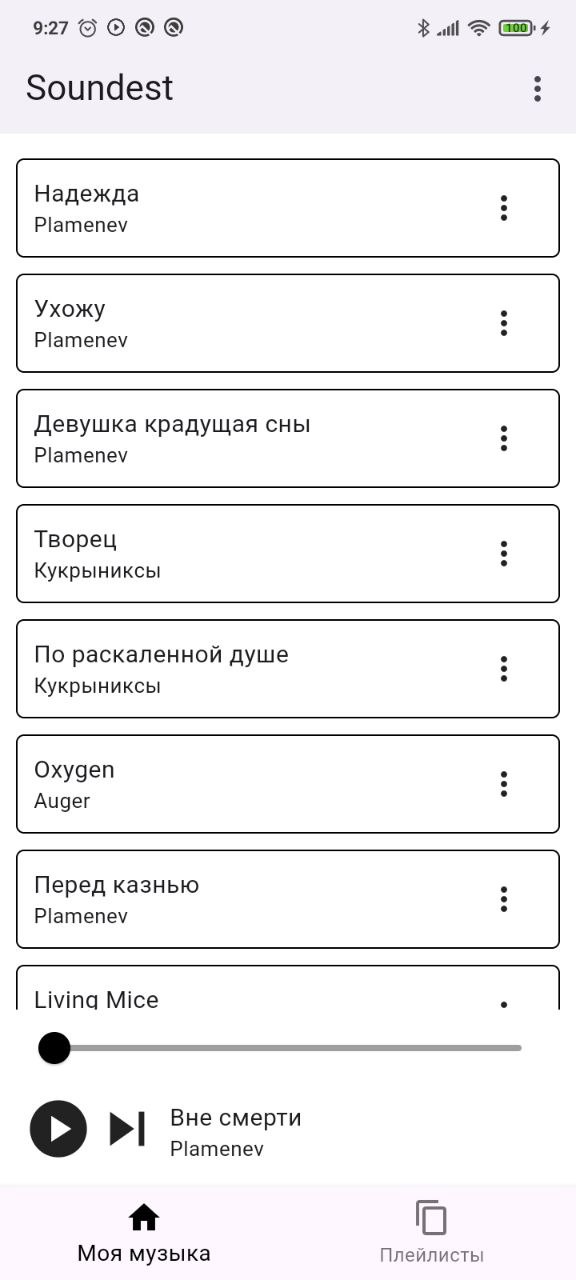 9:27
100
Soundest
Надежда
Plamenev
Ухожу
Plamenev
Девушка крадущая сны
Plamenev
Творец
Кукрыниксы
По раскаленной душе
Кукрыниксы
Oxygen
Auger
Перед казнью
Plamenev
Living Mice
Вне смерти
Plamenev
Моя музыка
Плейлисты